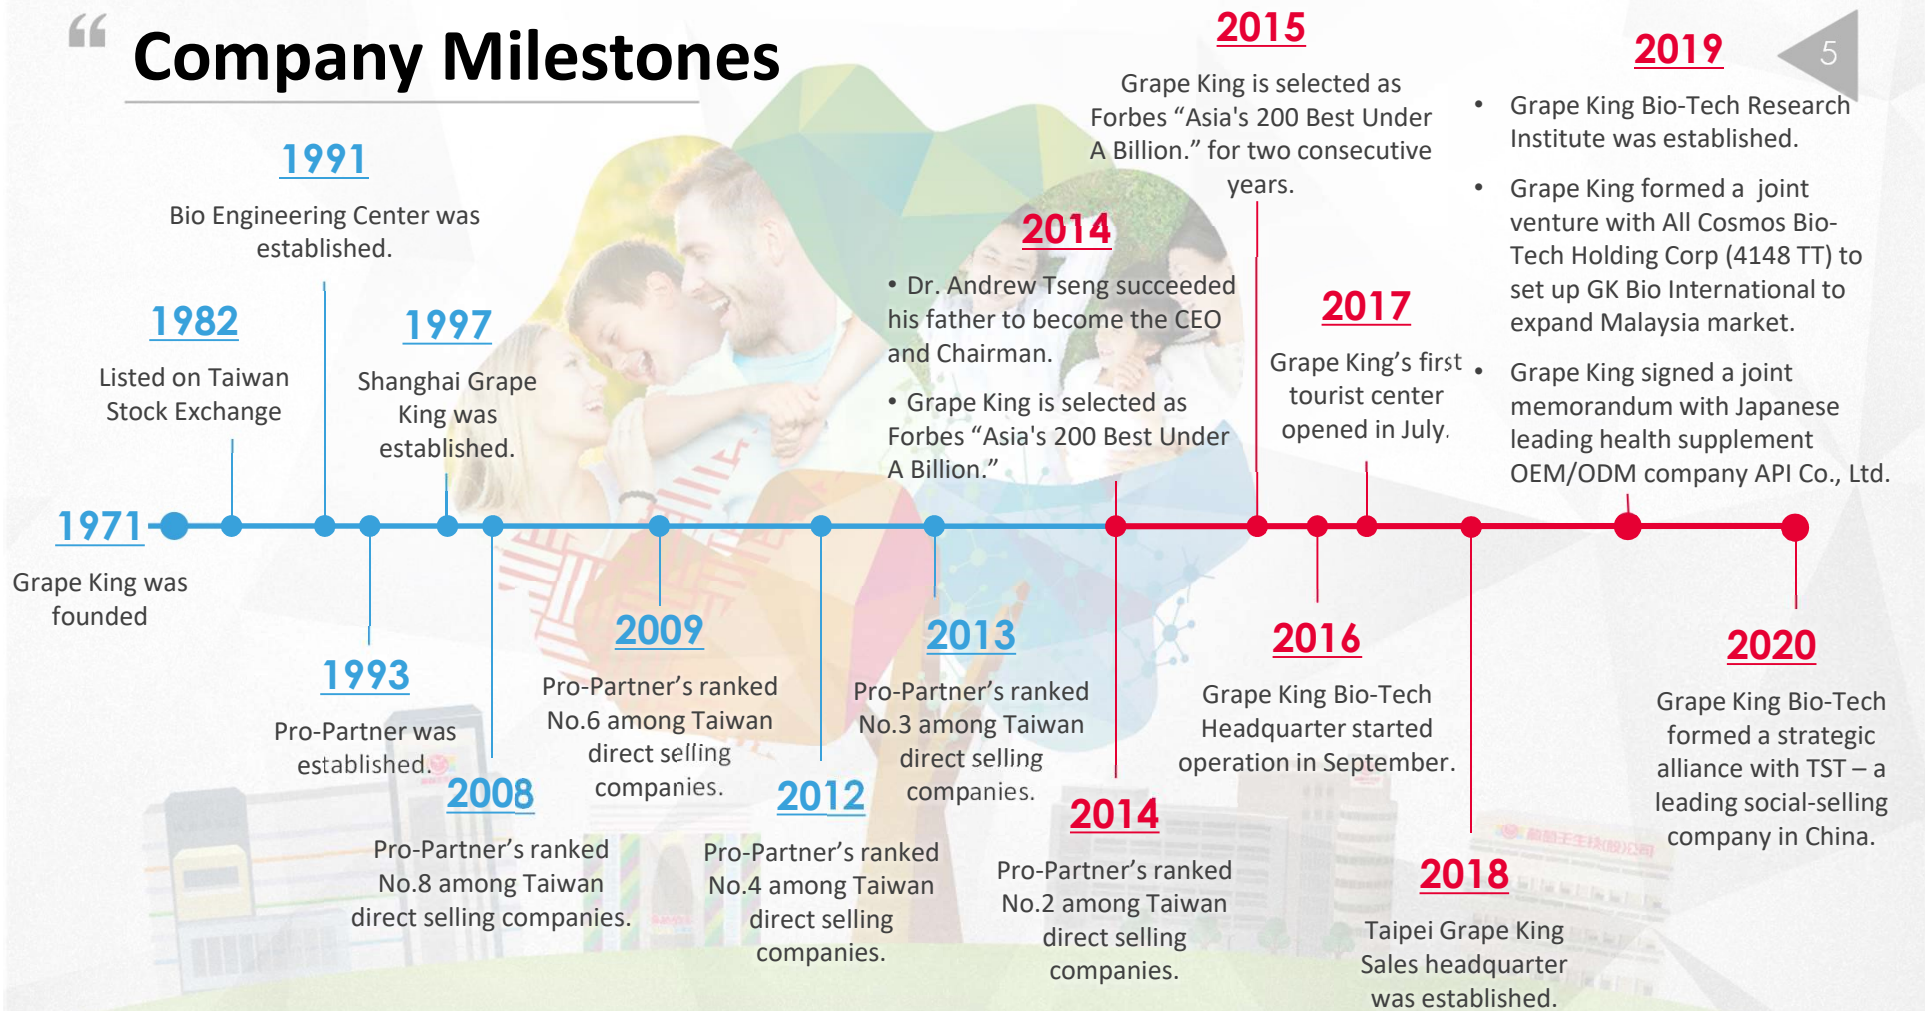 “ Company Milestones
5
1971
Grape King was
founded
1982
Listed on Taiwan
Stock Exchange
1991
Bio Engineering Center was
established.
1993
Pro-Partner was
established.
1997
Shanghai Grape
King was
established.
2008
Pro-Partner’s ranked
No.8 among Taiwan
direct selling companies.
2009
Pro-Partner’s ranked
No.6 among Taiwan
direct selling
companies.
2012
Pro-Partner’s ranked
No.4 among Taiwan
direct selling
companies.
2013
Pro-Partner’s ranked
No.3 among Taiwan
direct selling
companies.
2014
• Dr. Andrew Tseng succeeded
his father to become the CEO
and Chairman.
• Grape King is selected as
Forbes “Asia's 200 Best Under
A Billion.”
2014
Pro-Partner’s ranked
No.2 among Taiwan
direct selling
companies.
2015
Grape King is selected as
Forbes “Asia's 200 Best Under
A Billion.” for two consecutive
years.
2016
Grape King Bio-Tech
Headquarter started
operation in September.
2017
Grape King’s first
tourist center
opened in July.
2018
Taipei Grape King
Sales headquarter
was established.
2019
• Grape King Bio-Tech Research
Institute was established.
• Grape King formed a joint
venture with All Cosmos Bio-
Tech Holding Corp (4148 TT) to
set up GK Bio International to
expand Malaysia market.
• Grape King signed a joint
memorandum with Japanese
leading health supplement
OEM/ODM company API Co., Ltd.
2020
Grape King Bio-Tech
formed a strategic
alliance with TST – a
leading social-selling
company in China.